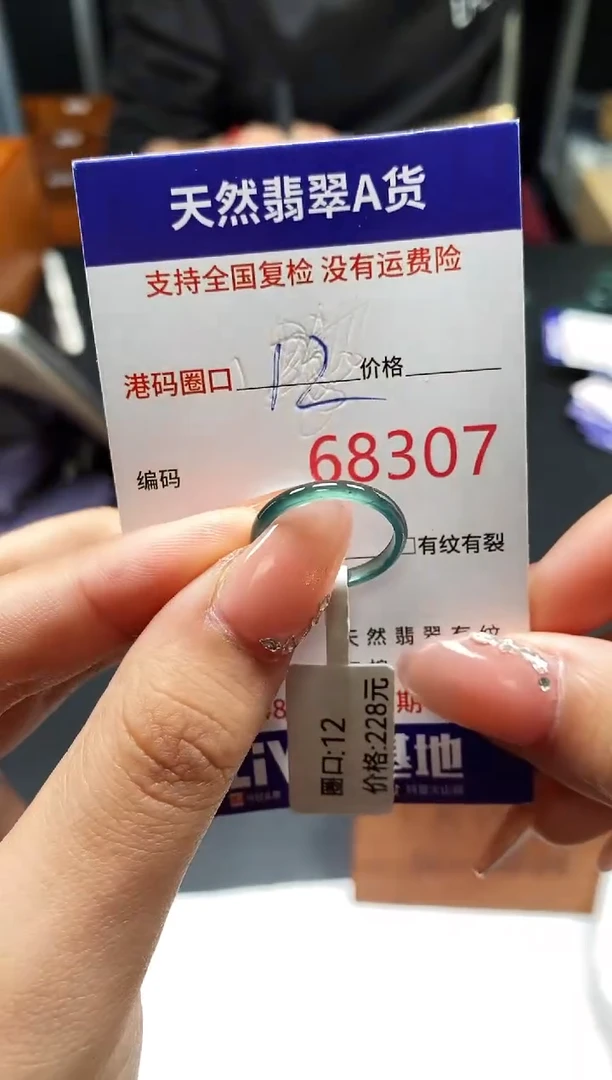 天然翡翠A货
支持全国复检 没有运费险
港码圈口 12 价格
编码 68307
□有纹有裂
然翡翠有纹
期
基地
圈口:12
价格:228元